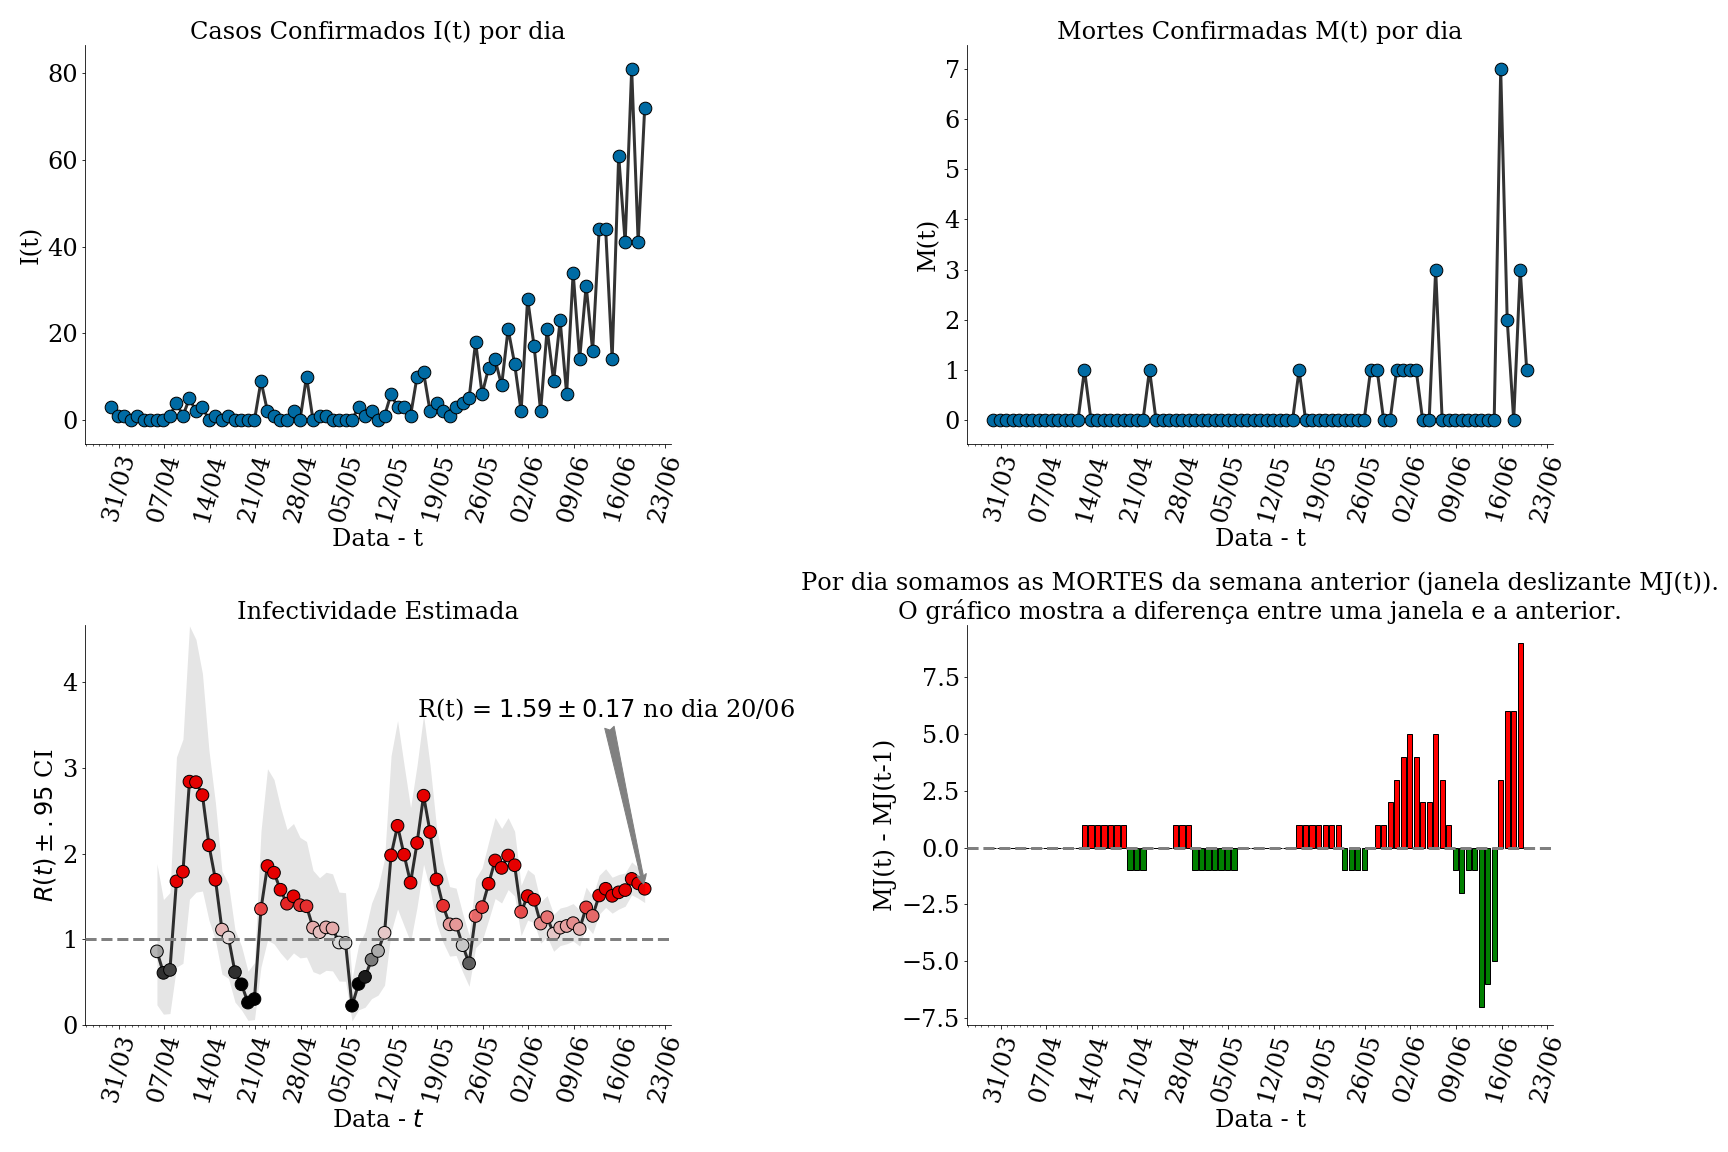 Casos Confirmados I(t) por dia
I(t)
80
60
40
20
0
31/03 07/04 14/04 21/04 28/04 05/05 12/05 19/05 26/05 02/06 09/06 16/06 23/06
Data - t
Mortes Confirmadas M(t) por dia
M(t)
7
6
5
4
3
2
1
0
31/03 07/04 14/04 21/04 28/04 05/05 12/05 19/05 26/05 02/06 09/06 16/06 23/06
Data - t
Infectividade Estimada
R(t) = 1.59 ± 0.17 no dia 20/06
R(t) ± .95 CI
4
3
2
1
0
31/03 07/04 14/04 21/04 28/04 05/05 12/05 19/05 26/05 02/06 09/06 16/06 23/06
Data - t
Por dia somamos as MORTES da semana anterior (janela deslizante MJ(t)).
O gráfico mostra a diferença entre uma janela e a anterior.
MJ(t) - MJ(t-1)
7.5
5.0
2.5
0.0
−2.5
−5.0
−7.5
31/03 07/04 14/04 21/04 28/04 05/05 12/05 19/05 26/05 02/06 09/06 16/06 23/06
Data - t